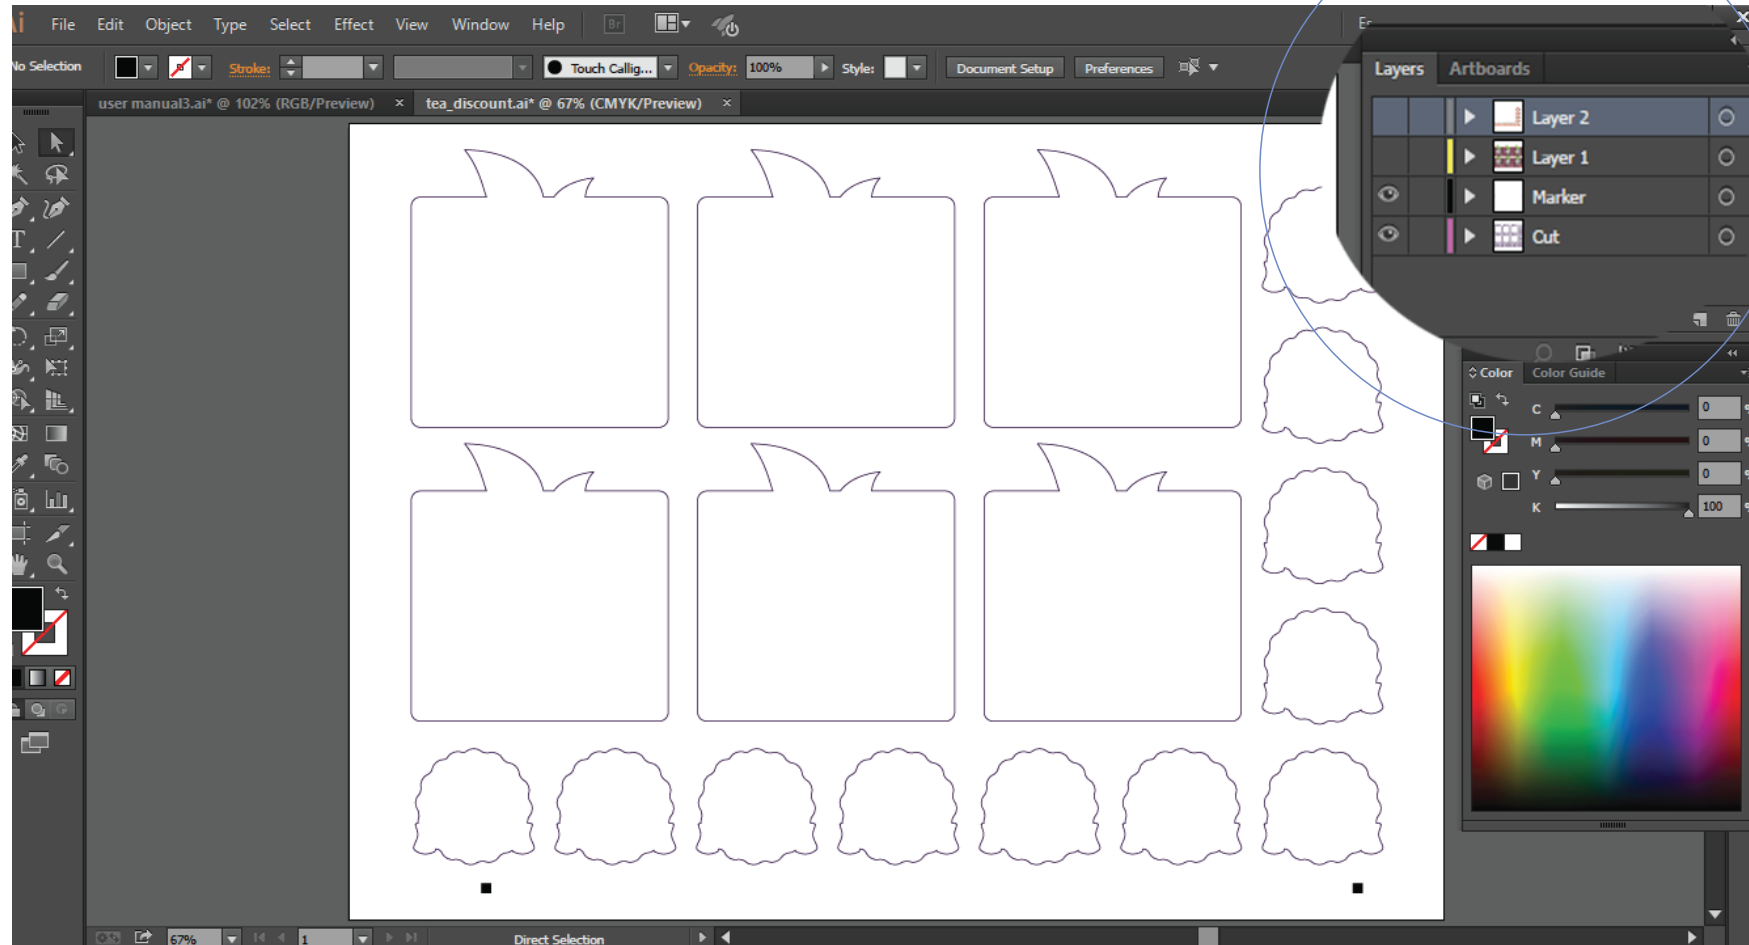 Ai File Edit Object Type Select Effect View Window Help Br
No Selection Stroke: Touch Callig... Opacity: 100% Style: Document Setup Preferences
user manual3.ai* @ 102% (RGB/Preview) × tea_discount.ai* @ 67% (CMYK/Preview) ×
Layers Artboards
Layer 2
Layer 1
Marker
Cut
Color Color Guide
C 0
M 0
Y 0
K 100
T
67% 1 Direct Selection